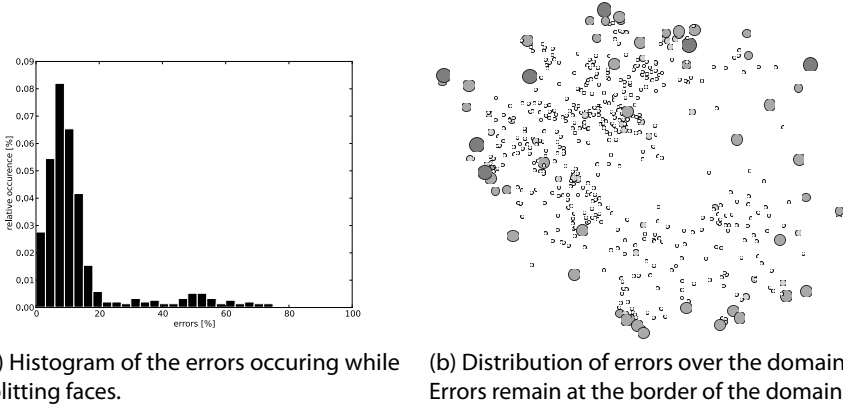 0.09
0.08
0.07
0.06
0.05
0.04
0.03
0.02
0.01
0.00
relative occurence [%]
0 20 40 60 80 100
errors [%]
) Histogram of the errors occuring while
litting faces.
(b) Distribution of errors over the domain
Errors remain at the border of the domain